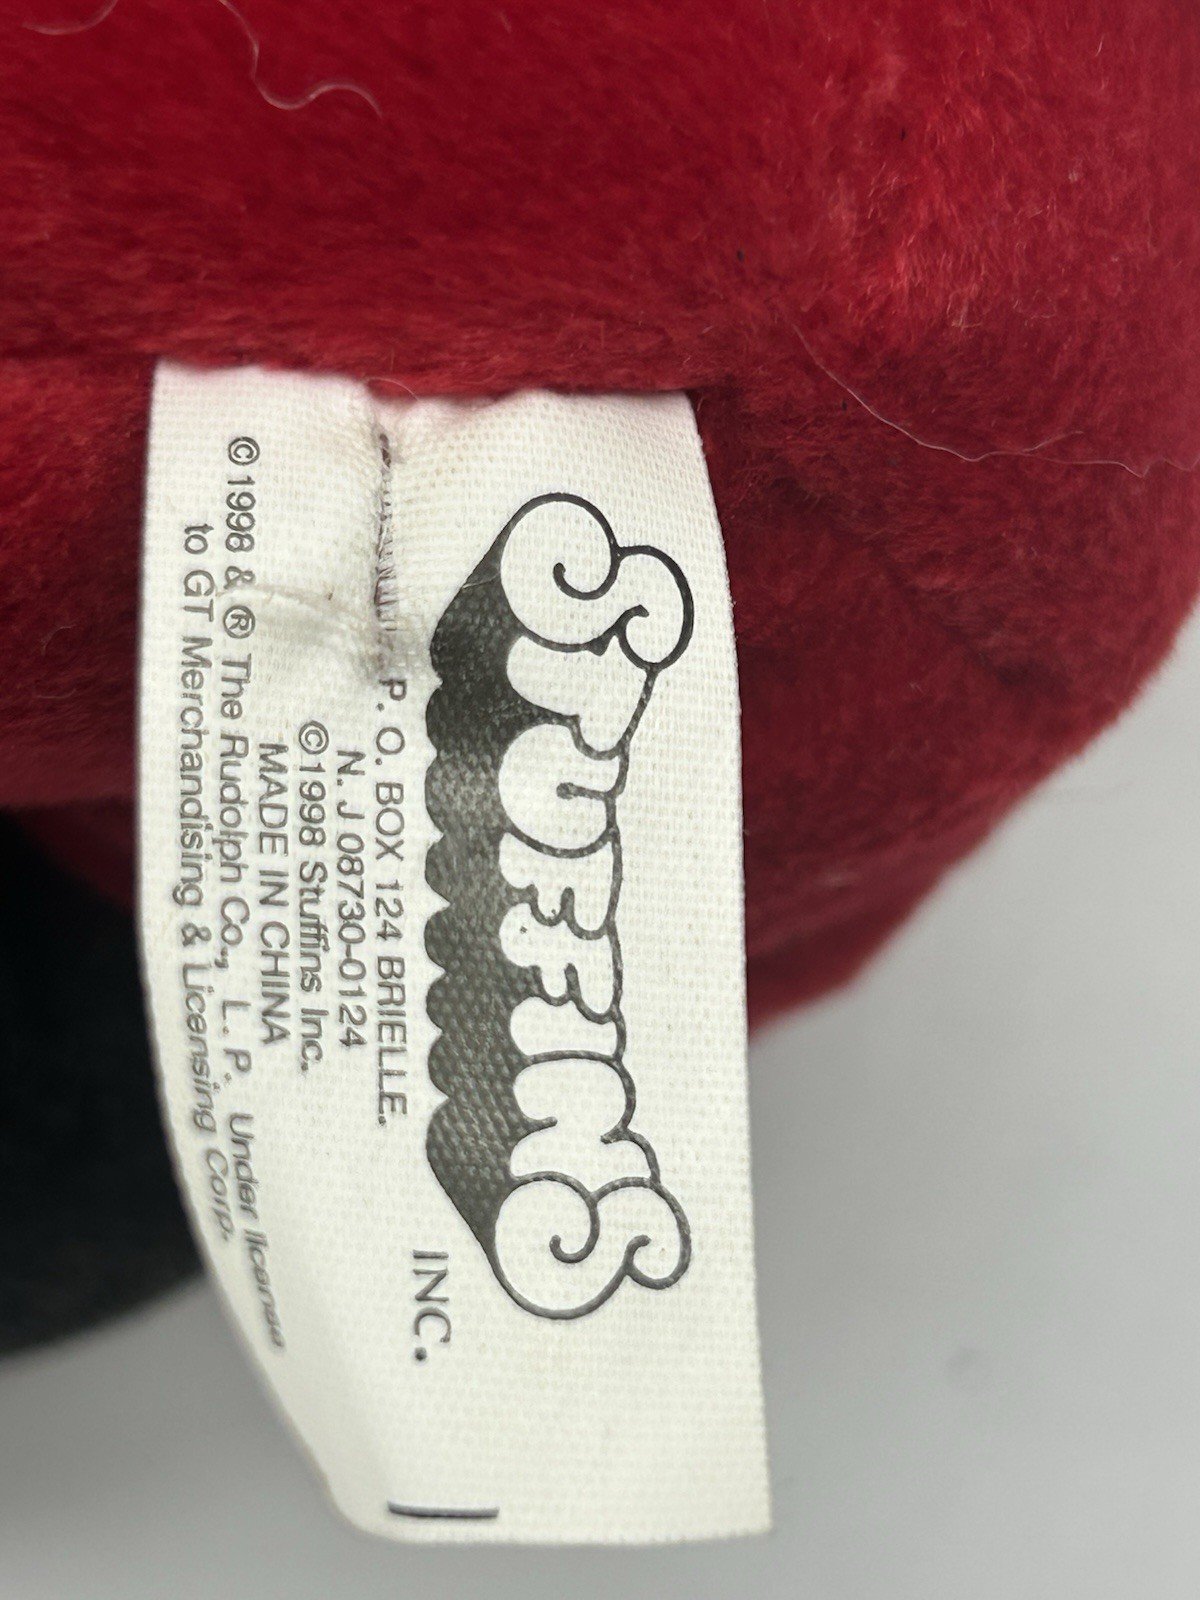 STUFFINS
INC.
P. O. BOX 124 BRIELLE.
N. J 08730-0124
©1998 Stuffins Inc.
MADE IN CHINA
©1998 & ® The Rudolph Co., L. P. Under license
to GT Merchandising & Licensing Corp.